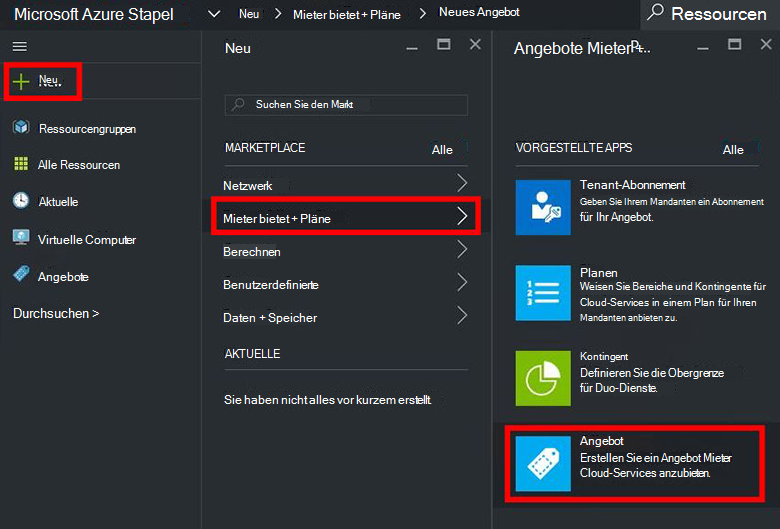 Microsoft Azure Stapel Neu Mieter bietet + Pläne Neues Angebot Ressourcen
Neu
Ressourcengruppen
Alle Ressourcen
Aktuelle
Virtuelle Computer
Angebote
Durchsuchen >
Neu
Suchen Sie den Markt
MARKETPLACE Alle
Netzwerk
Mieter bietet + Pläne
Berechnen
Benutzerdefinierte
Daten + Speicher
AKTUELLE
Sie haben nicht alles vor kurzem erstellt.
Angebote Mieter
VORGESTELLTE APPS Alle
Tenant-Abonnement
Geben Sie Ihrem Mandanten ein Abonnement
für Ihr Angebot.
Planen
Weisen Sie Bereiche und Kontingente für
Cloud-Services in einem Plan für Ihren
Mandanten anbieten zu.
Kontingent
Definieren Sie die Obergrenze
für Duo-Dienste.
Angebot
Erstellen Sie ein Angebot Mieter
Cloud-Services anzubieten.